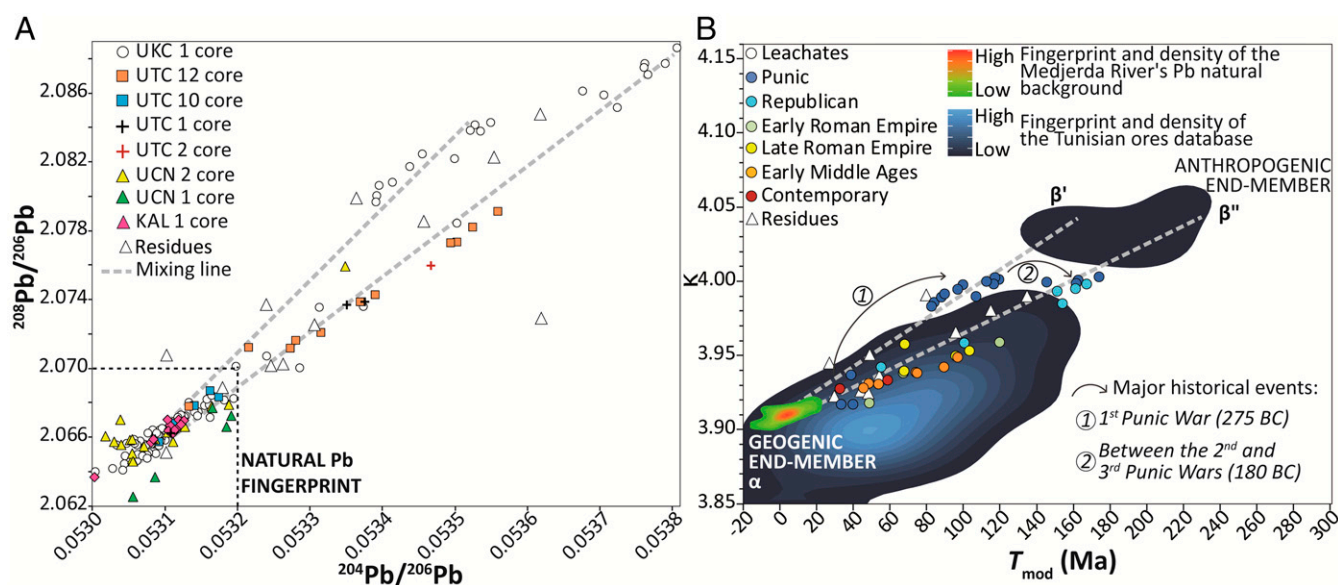 A
UKC 1 core
UTC 12 core
UTC 10 core
UTC 1 core
UTC 2 core
UCN 2 core
UCN 1 core
KAL 1 core
Residues
Mixing line
NATURAL Pb
FINGERPRINT
²⁰⁸Pb/²⁰⁶Pb
2.086
2.082
2.078
2.074
2.070
2.066
2.062
0.0530
0.0531
0.0532
0.0533
0.0534
0.0535
0.0536
0.0537
0.0538
²⁰⁴Pb/²⁰⁶Pb
B
Leachates
Punic
Republican
Early Roman Empire
Late Roman Empire
Early Middle Ages
Contemporary
Residues
High
Low
Fingerprint and density of the
Medjerda River's Pb natural
background
High
Low
Fingerprint and density of
the Tunisian ores database
ANTHROPOGENIC
END-MEMBER
β'
β"
1
2
GEOGENIC
END-MEMBER
α
Major historical events:
1 1st Punic War (275 BC)
2 Between the 2nd and
3rd Punic Wars (180 BC)
K
4.15
4.10
4.05
4.00
3.95
3.90
3.85
-20
0
20
40
60
80
100
120
140
160
180
200
220
240
260
280
300
Tmod (Ma)